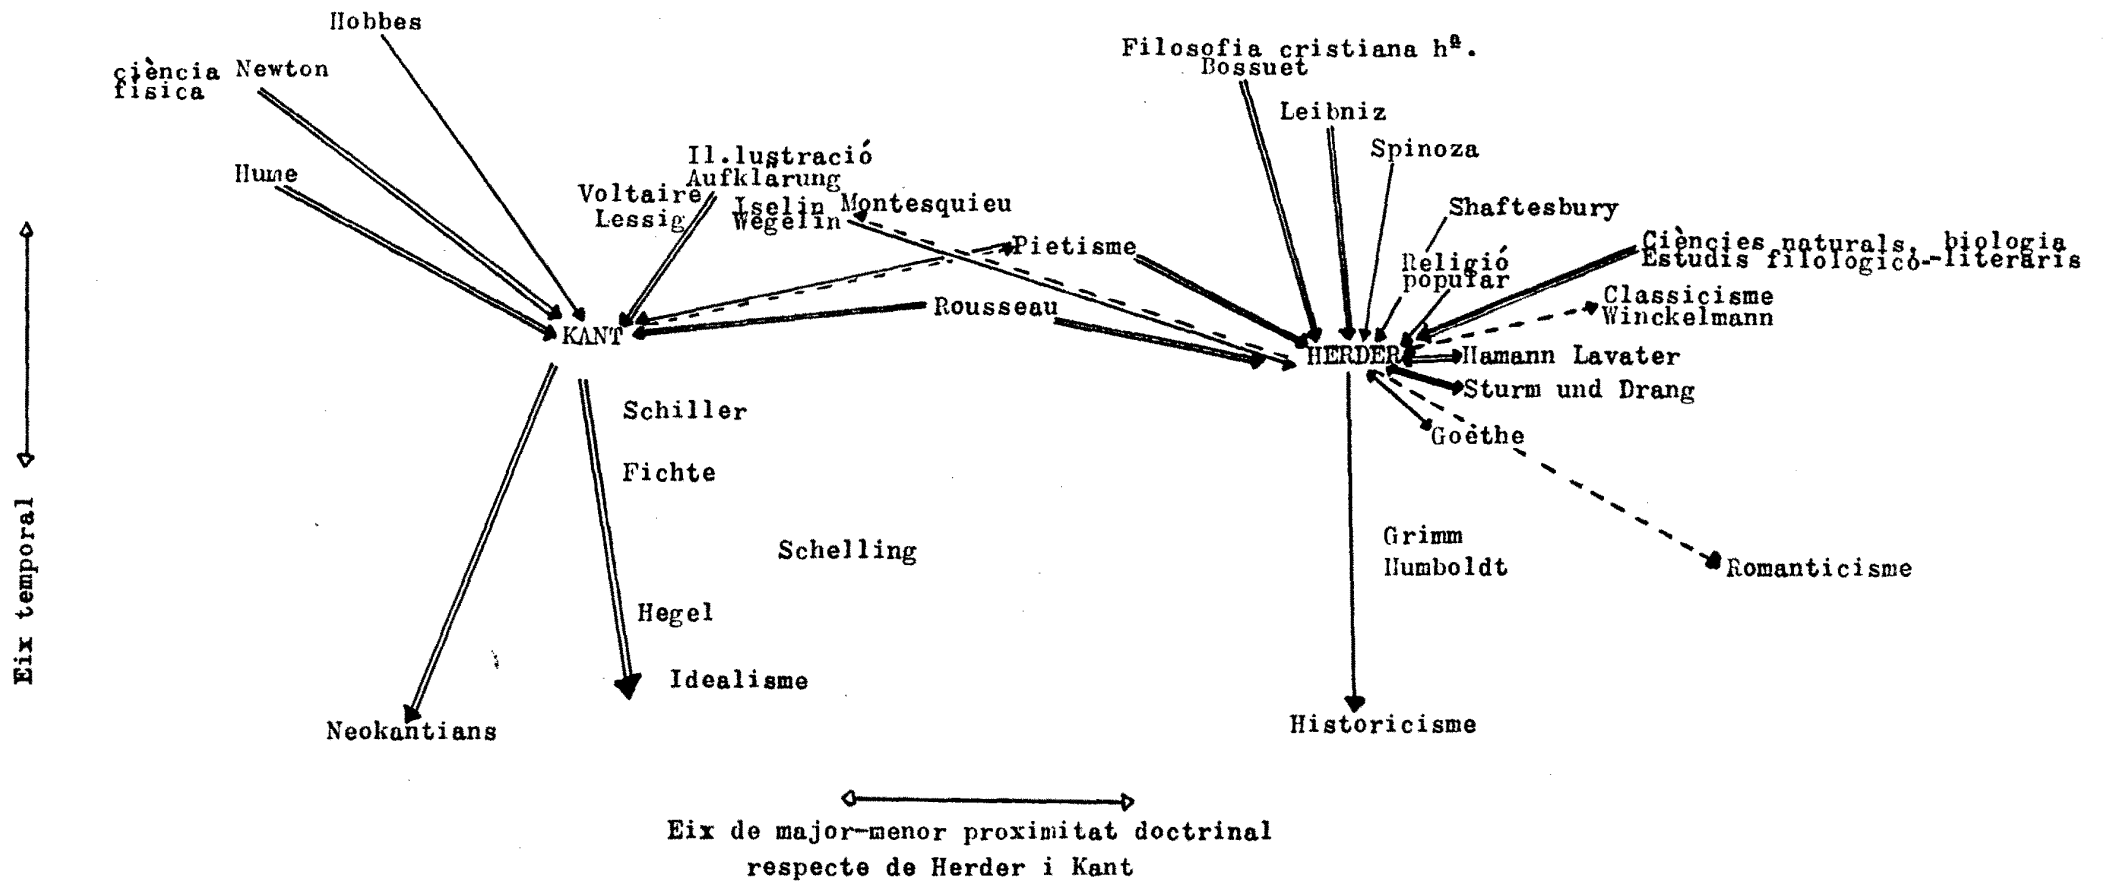 Hobbes
ciència Newton
física
Hume
Il.lustració
Aufklärung
Voltaire
Lessig
Iselin Montesquieu
Wegelin
Pietisme
Rousseau
KANT
Filosofia cristiana hª.
Bossuet
Leibniz
Spinoza
Shaftesbury
Religió
popular
Ciències naturals, biologia
Estudis filològico--literaris
Classicisme
Winckelmann
HERDER
Hamann Lavater
Sturm und Drang
Goethe
Schiller
Fichte
Schelling
Hegel
Idealisme
Neokantians
Grimm
Humboldt
Romanticisme
Historicisme
Eix temporal
Eix de major-menor proximitat doctrinal
respecte de Herder i Kant